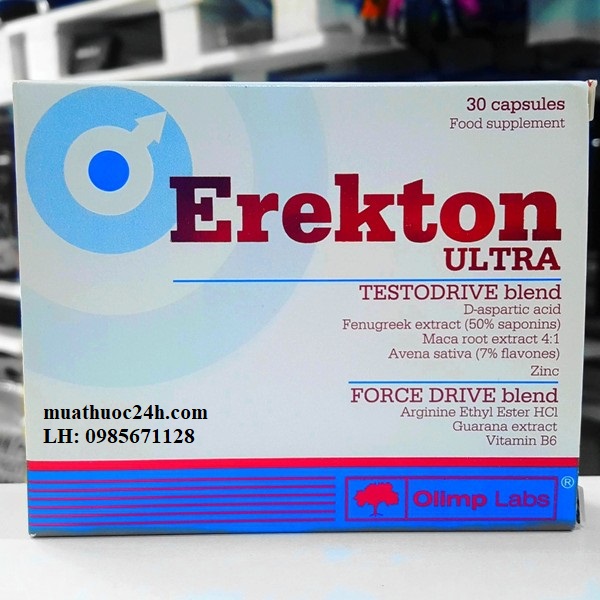 30 capsules
Food supplement
Erekton
ULTRA
TESTODRIVE blend
D-aspartic acid
Fenugreek extract (50% saponins)
Maca root extract 4:1
Avena sativa (7% flavones)
Zinc
FORCE DRIVE blend
Arginine Ethyl Ester HCl
Guarana extract
Vitamin B6
muathuoc24h.com
LH: 0985671128
Olimp Labs ®